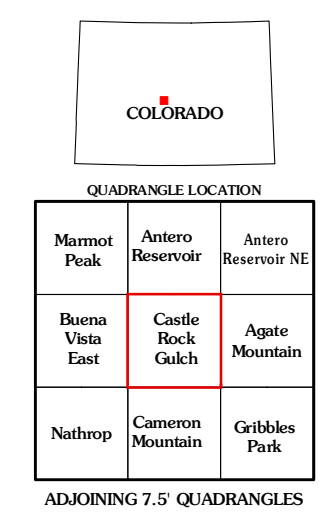 COLORADO
QUADRANGLE LOCATION
Marmot
Peak
Antero
Reservoir
Antero
Reservoir NE
Buena
Vista
East
Castle
Rock
Gulch
Agate
Mountain
Nathrop
Cameron
Mountain
Gribbles
Park
ADJOINING 7.5' QUADRANGLES